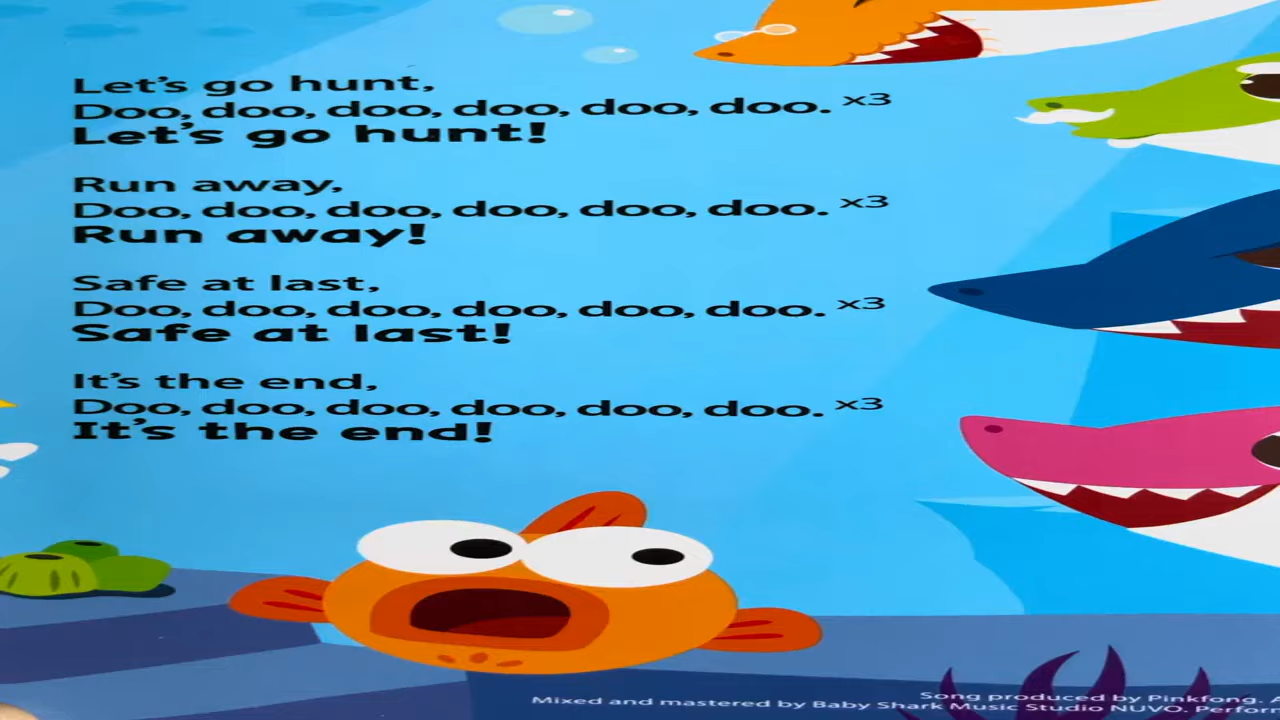 Let's go hunt,
Doo, doo, doo, doo, doo, doo. x3
Let's go hunt!
Run away,
Doo, doo, doo, doo, doo, doo. x3
Run away!
Safe at last,
Doo, doo, doo, doo, doo, doo. x3
Safe at last!
It's the end,
Doo, doo, doo, doo, doo, doo. x3
It's the end!
Song produced by Pinkfong.
Mixed and mastered by Baby Shark Music Studio NUVO.